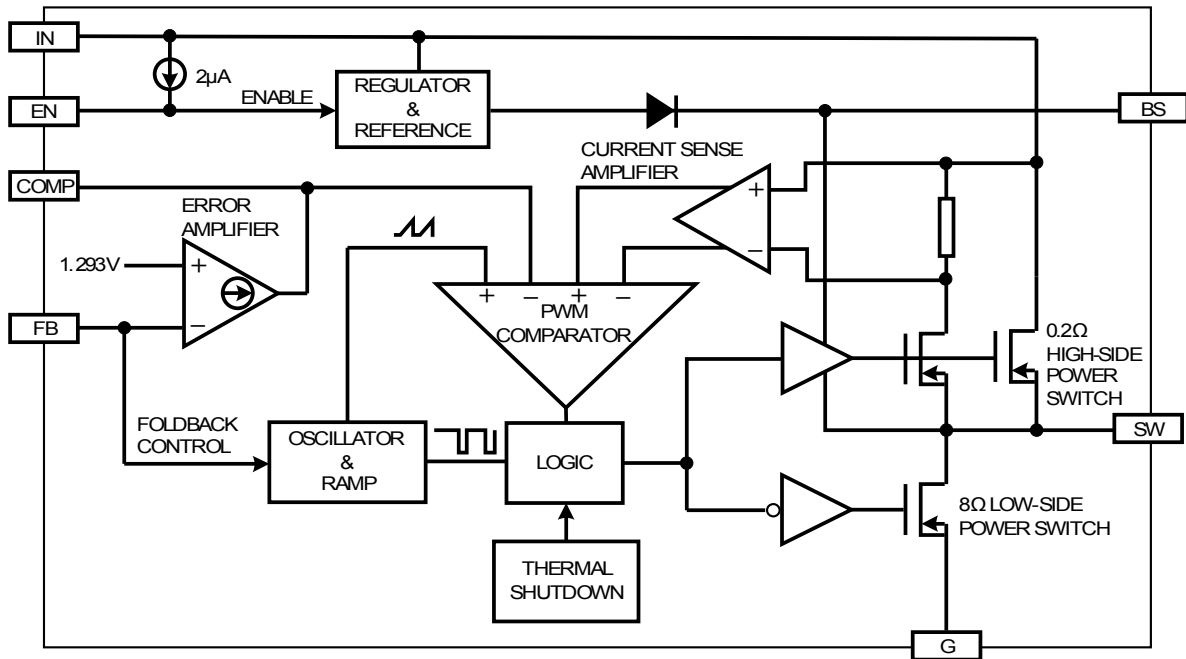 IN
2µA
EN
ENABLE
REGULATOR
&
REFERENCE
BS
COMP
ERROR
AMPLIFIER
CURRENT SENSE
AMPLIFIER
+
−
1.293V
+
−
FB
+ − + −
PWM
COMPARATOR
0.2Ω
HIGH-SIDE
POWER
SWITCH
FOLDBACK
CONTROL
OSCILLATOR
&
RAMP
LOGIC
SW
8Ω LOW-SIDE
POWER SWITCH
THERMAL
SHUTDOWN
G